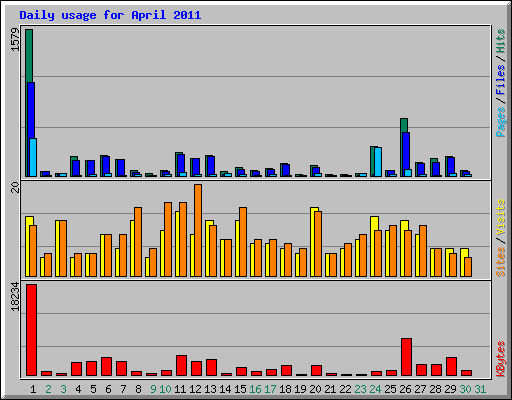 Daily usage for April 2011
1579
Pages / Files / Hits
20
Sites / Visits
18234
KBytes
1 2 3 4 5 6 7 8 9 10 11 12 13 14 15 16 17 18 19 20 21 22 23 24 25 26 27 28 29 30 31